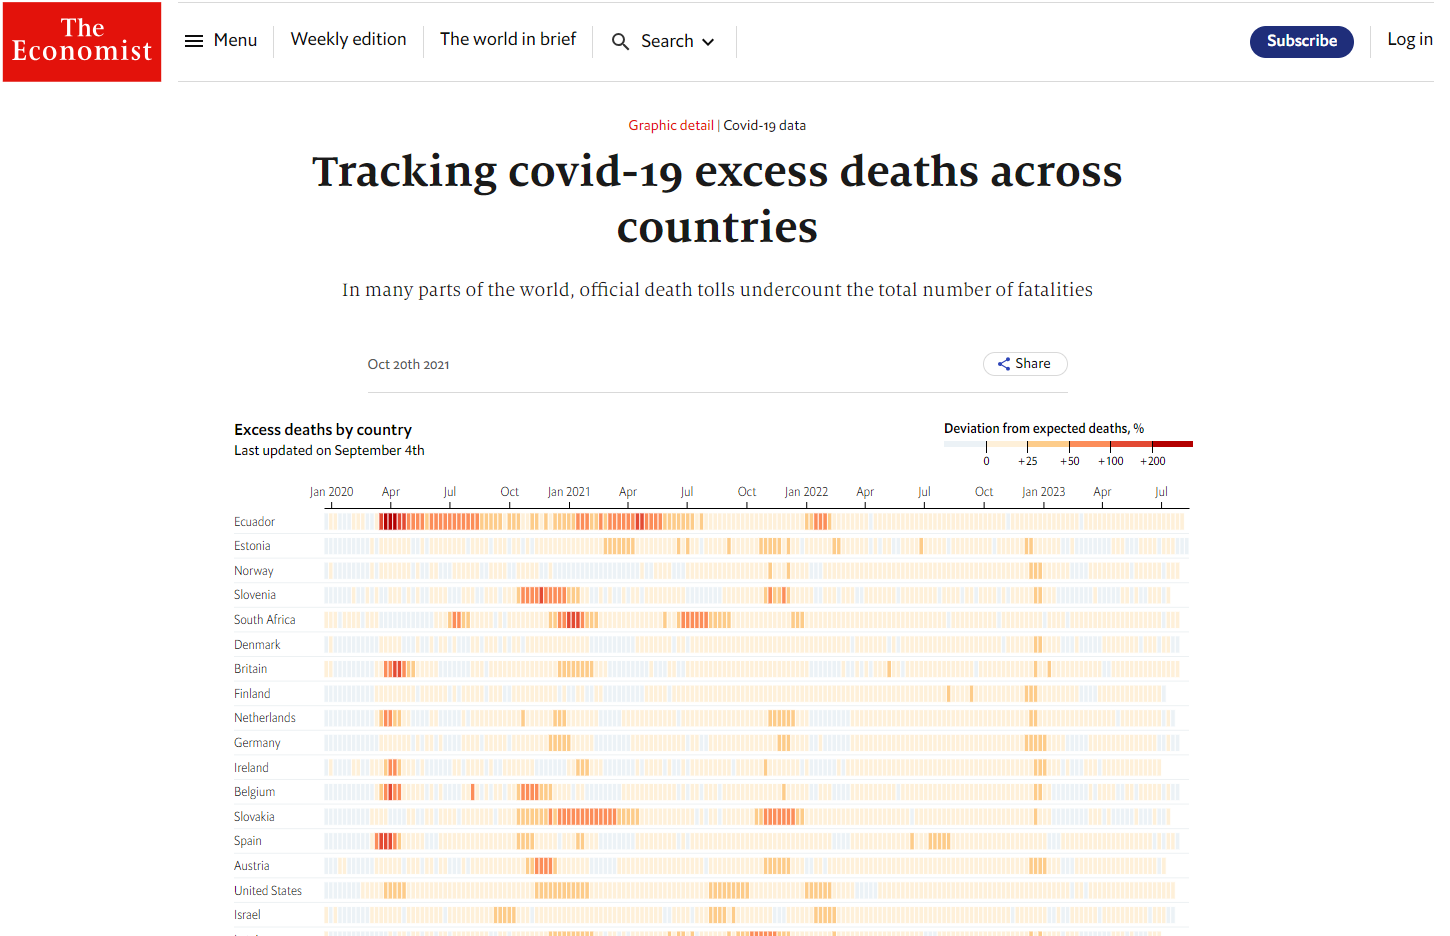 The
Economist
Menu
Weekly edition
The world in brief
Search
Subscribe
Log in
Graphic detail | Covid-19 data
Tracking covid-19 excess deaths across
countries
In many parts of the world, official death tolls undercount the total number of fatalities
Oct 20th 2021
Share
Excess deaths by country
Last updated on September 4th
Deviation from expected deaths, %
0 +25 +50 +100 +200
Jan 2020 Apr Jul Oct Jan 2021 Apr Jul Oct Jan 2022 Apr Jul Oct Jan 2023 Apr Jul
Ecuador
Estonia
Norway
Slovenia
South Africa
Denmark
Britain
Finland
Netherlands
Germany
Ireland
Belgium
Slovakia
Spain
Austria
United States
Israel